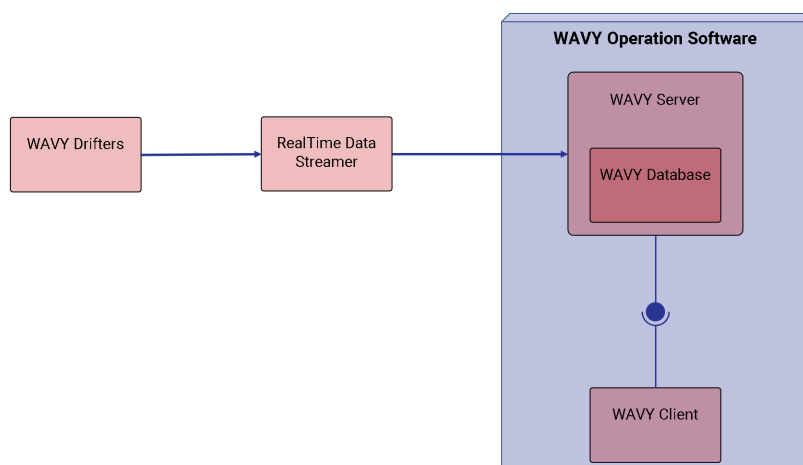 WAVY Operation Software
WAVY Server
WAVY Drifters
RealTime Data
Streamer
WAVY Database
WAVY Client